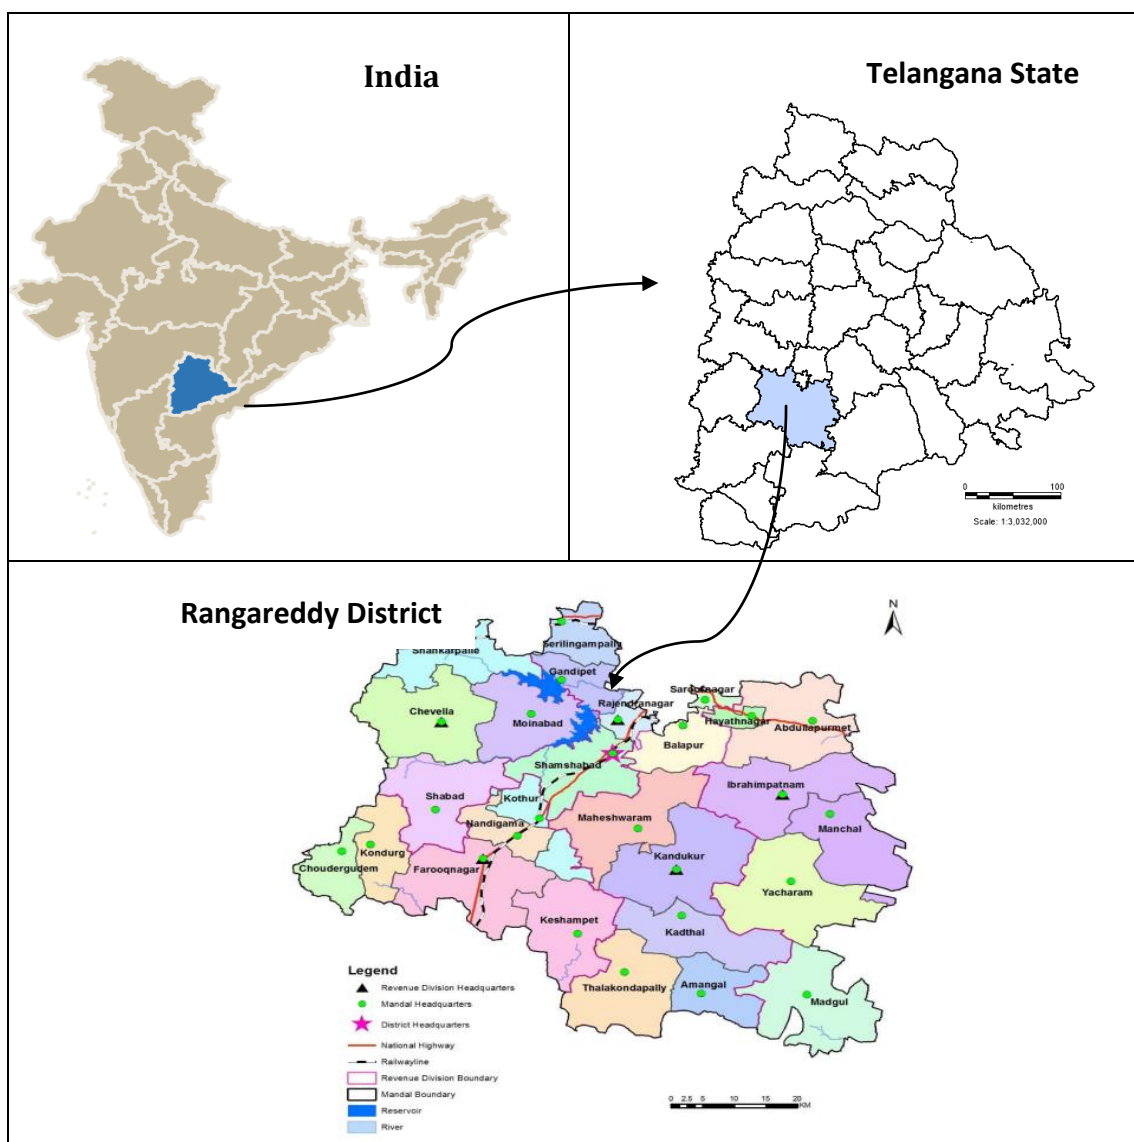 India
Telangana State
0 100
kilometres
Scale: 1:3,032,000
Rangareddy District
N
Serilingampally
Shankarpalle
Gandipet
Saroornagar
Rajendranagar
Chevella
Moinabad
Hayathnagar
Abdullapurmet
Balapur
Shamshabad
Ibrahimpatnam
Kothur
Shabad
Maheshwaram
Nandigama
Manchal
Kondurg
Kandukur
Choudergudem
Farooqnagar
Yacharam
Keshampet
Kadthal
Thalakondapally
Amangal
Madgul
Legend
Revenue Division Headquarters
Mandal Headquarters
District Headquarters
National Highway
Railwayline
Revenue Division Boundary
Mandal Boundary
Reservoir
River
0 2.5 5 10 15 20
KM